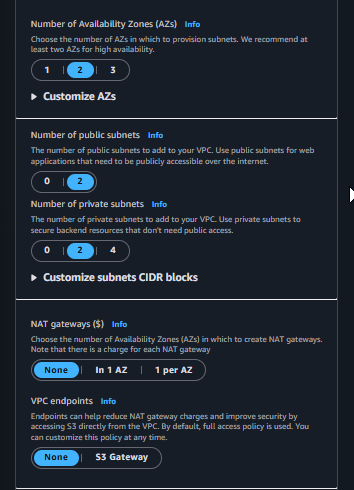 Number of Availability Zones (AZs) Info
Choose the number of AZs in which to provision subnets. We recommend at
least two AZs for high availability.
1 2 3
Customize AZs
Number of public subnets Info
The number of public subnets to add to your VPC. Use public subnets for web
applications that need to be publicly accessible over the internet.
0 2
Number of private subnets Info
The number of private subnets to add to your VPC. Use private subnets to
secure backend resources that don't need public access.
0 2 4
Customize subnets CIDR blocks
NAT gateways ($) Info
Choose the number of Availability Zones (AZs) in which to create NAT gateways.
Note that there is a charge for each NAT gateway
None In 1 AZ 1 per AZ
VPC endpoints Info
Endpoints can help reduce NAT gateway charges and improve security by
accessing S3 directly from the VPC. By default, full access policy is used. You
can customize this policy at any time.
None S3 Gateway